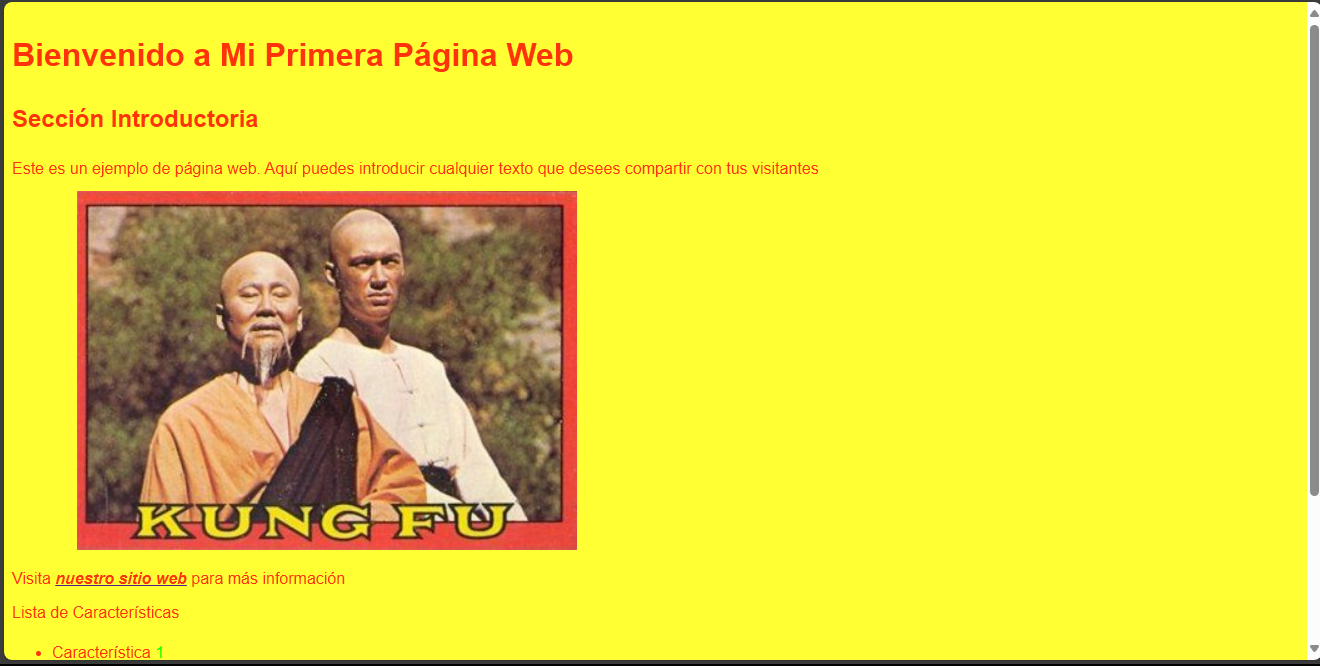 Bienvenido a Mi Primera Página Web
Sección Introductoria
Este es un ejemplo de página web. Aquí puedes introducir cualquier texto que desees compartir con tus visitantes
KUNG FU
Visita nuestro sitio web para más información
Lista de Características
• Característica 1